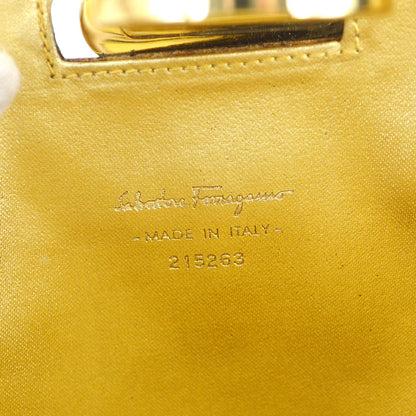 Salvatore Ferragamo
- MADE IN ITALY -
215263